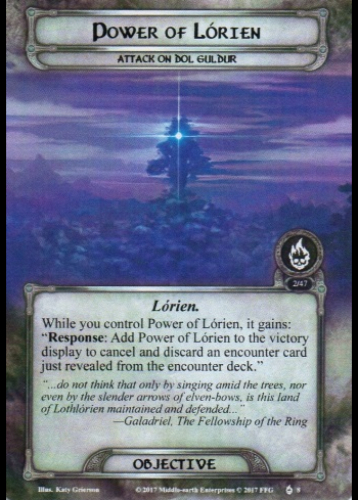 Power of Lórien
Attack on Dol Guldur
2/47
Lórien.
While you control Power of Lórien, it gains:
“Response: Add Power of Lórien to the victory
display to cancel and discard an encounter card
just revealed from the encounter deck.”
“...do not think that only by singing amid the trees, nor
even by the slender arrows of elven-bows, is this land
of Lothlórien maintained and defended...”
—Galadriel, The Fellowship of the Ring
Objective
Illus. Katy Grierson
©2017 Middle-earth Enterprises © 2017 FFG
9